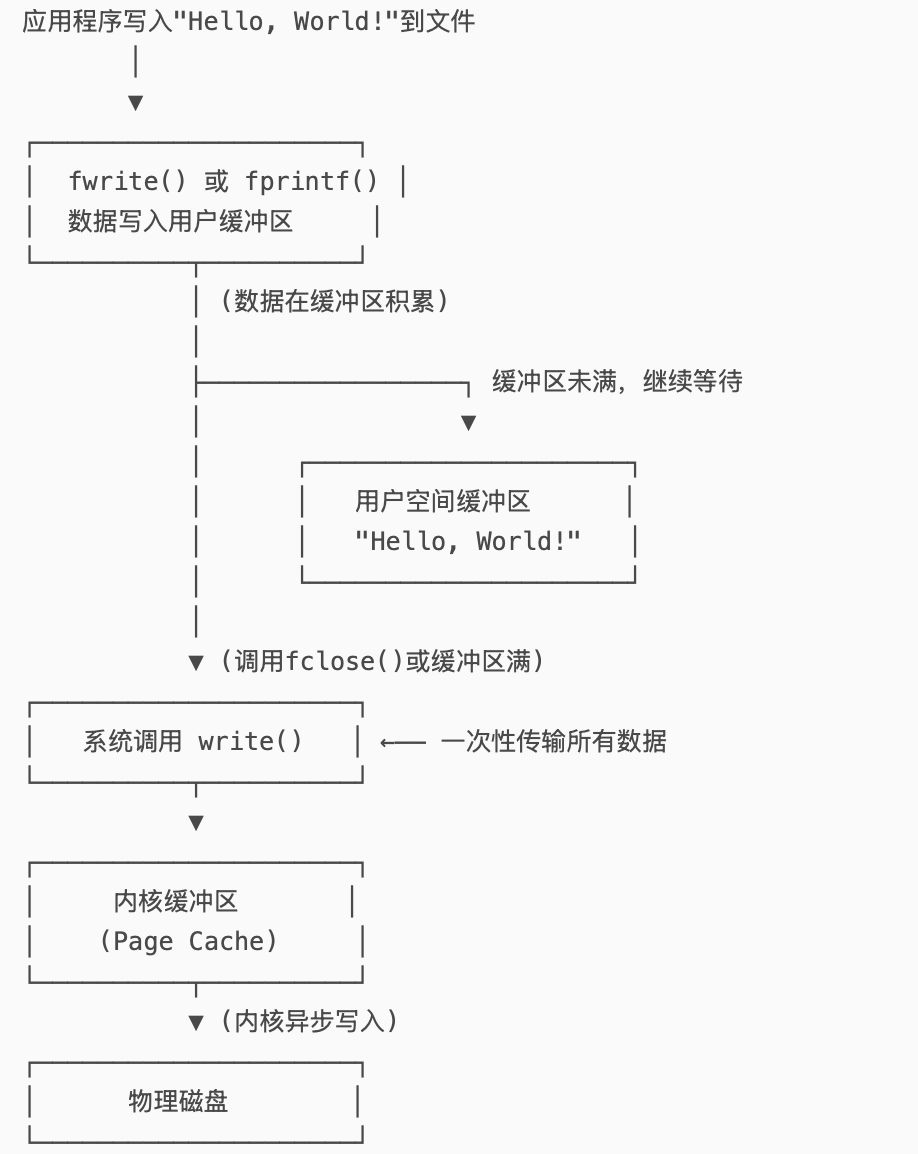 应用程序写入"Hello, World!"到文件
fwrite() 或 fprintf()
数据写入用户缓冲区
(数据在缓冲区积累)
缓冲区未满，继续等待
用户空间缓冲区
"Hello, World!"
(调用fclose()或缓冲区满)
系统调用 write() ←── 一次性传输所有数据
内核缓冲区
(Page Cache)
(内核异步写入)
物理磁盘